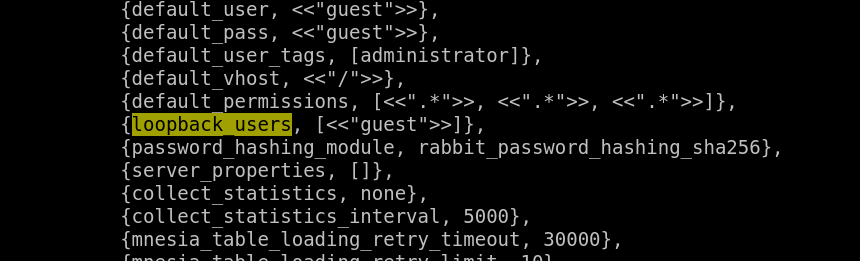 {default_user, <<"guest">>},
{default_pass, <<"guest">>},
{default_user_tags, [administrator]},
{default_vhost, <<"/">>},
{default_permissions, [<<".*">>, <<".*">>, <<".*">>]},
{loopback_users, [<<"guest">>]},
{password_hashing_module, rabbit_password_hashing_sha256},
{server_properties, []},
{collect_statistics, none},
{collect_statistics_interval, 5000},
{mnesia_table_loading_retry_timeout, 30000},
{mnesia_table_loading_retry_limit, 10}